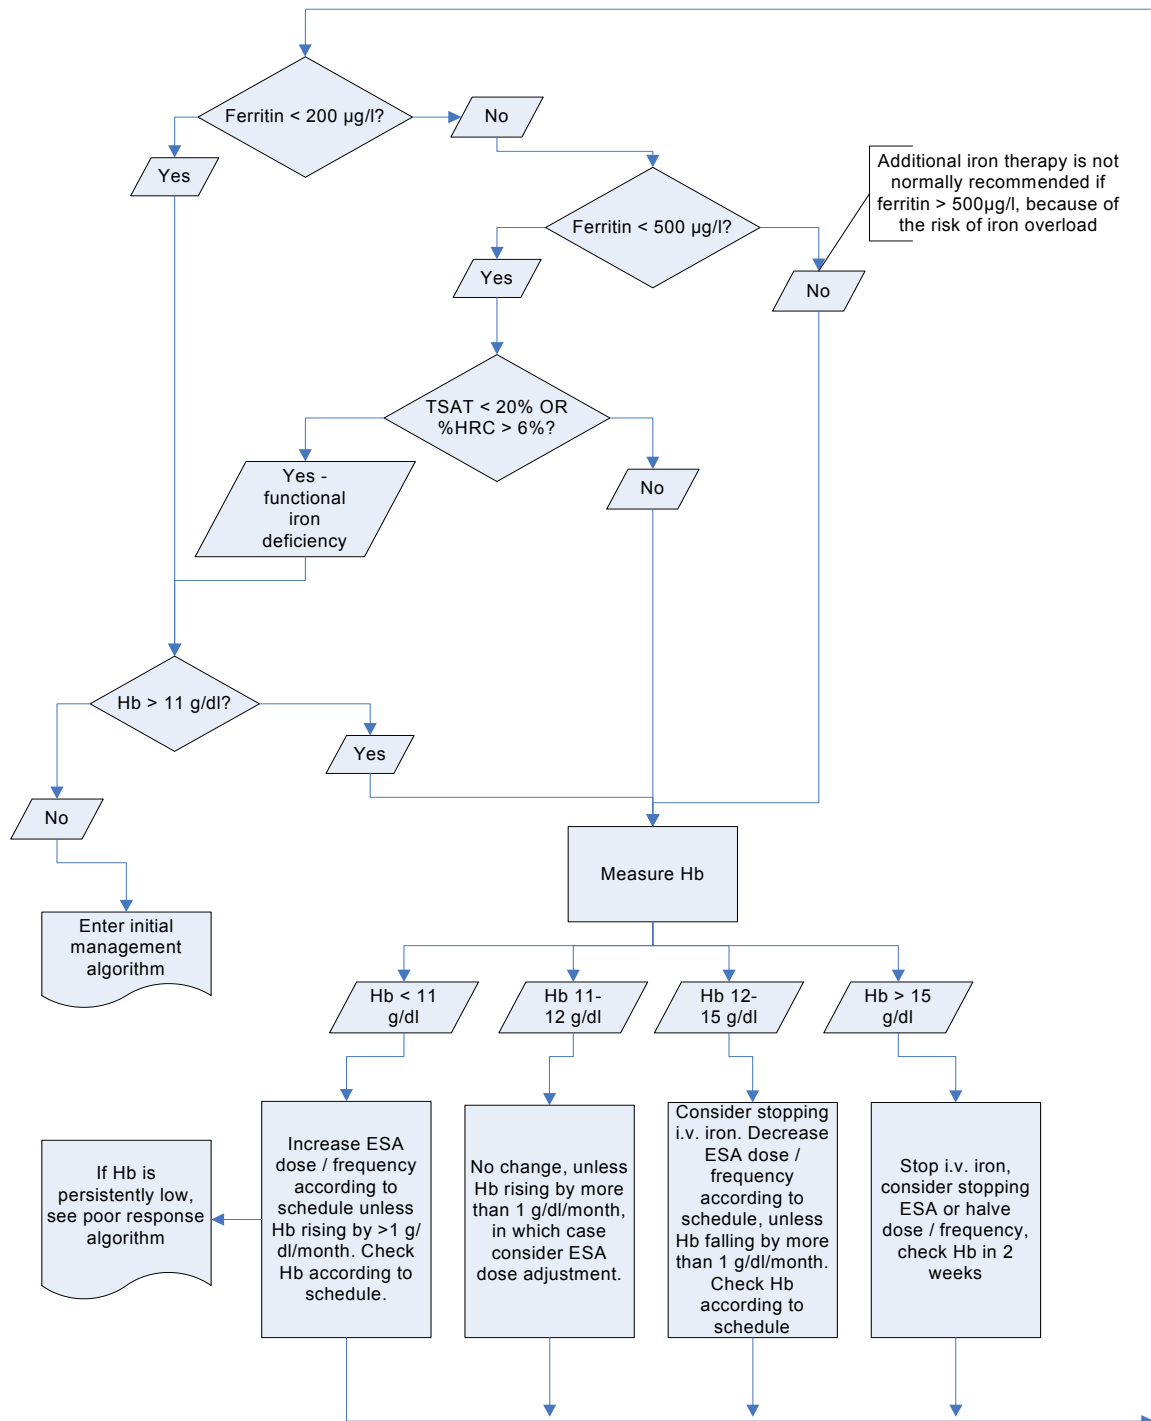 Ferritin < 200 µg/l?
No
Yes
Additional iron therapy is not
normally recommended if
ferritin > 500µg/l, because of
the risk of iron overload
Ferritin < 500 µg/l?
Yes
No
TSAT < 20% OR
%HRC > 6%?
Yes -
functional
iron
deficiency
No
Hb > 11 g/dl?
Yes
No
Measure Hb
Enter initial
management
algorithm
Hb < 11
g/dl
Hb 11-
12 g/dl
Hb 12-
15 g/dl
Hb > 15
g/dl
If Hb is
persistently low,
see poor response
algorithm
Increase ESA
dose / frequency
according to
schedule unless
Hb rising by >1 g/
dl/month. Check
Hb according to
schedule.
No change, unless
Hb rising by more
than 1 g/dl/month,
in which case
consider ESA
dose adjustment.
Consider stopping
i.v. iron. Decrease
ESA dose /
frequency
according to
schedule, unless
Hb falling by more
than 1 g/dl/month.
Check Hb
according to
schedule
Stop i.v. iron,
consider stopping
ESA or halve
dose / frequency,
check Hb in 2
weeks